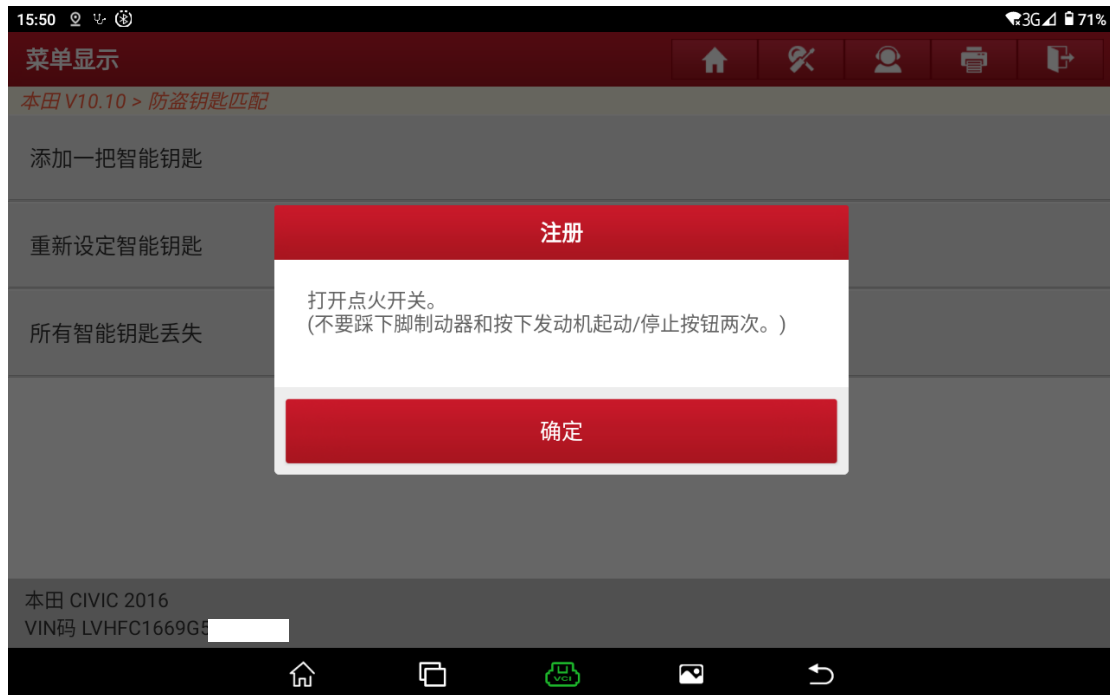 15:50
3G 71%
菜单显示
本田 V10.10 > 防盗钥匙匹配
添加一把智能钥匙
重新设定智能钥匙
所有智能钥匙丢失
注册
打开点火开关。
(不要踩下脚制动器和按下发动机起动/停止按钮两次。)
确定
本田 CIVIC 2016
VIN码 LVHFC1669G5
VCI